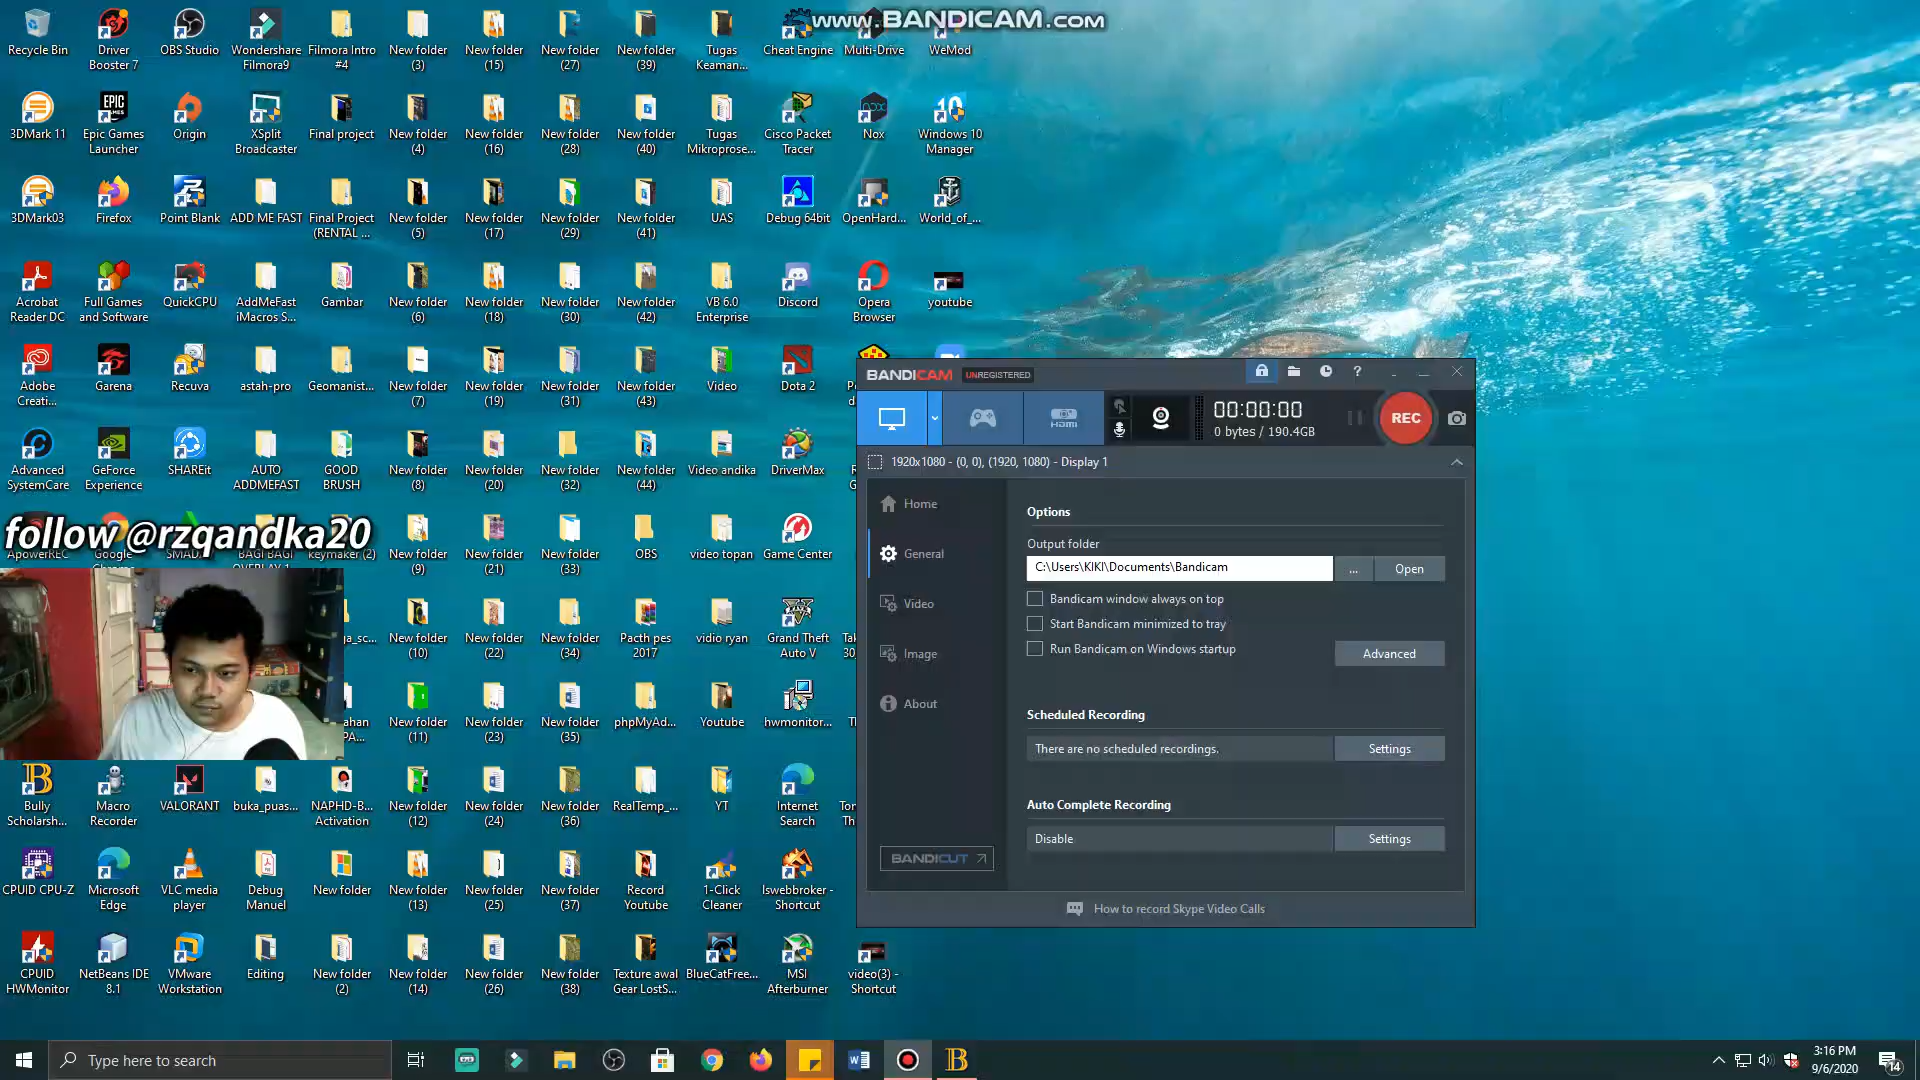 www.BANDICAM.com
Recycle Bin
Driver
Booster 7
OBS Studio
Wondershare
Filmora9
Filmora Intro
#4
New folder
(3)
New folder
(15)
New folder
(27)
New folder
(39)
Tugas
Keaman...
Cheat Engine
Multi-Drive
WeMod
3DMark 11
Epic Games
Launcher
Origin
XSplit
Broadcaster
Final project
New folder
(4)
New folder
(16)
New folder
(28)
New folder
(40)
Tugas
Mikroprose...
Cisco Packet
Tracer
Nox
Windows 10
Manager
3DMark03
Firefox
Point Blank
ADD ME FAST
Final Project
(RENTAL ...
New folder
(5)
New folder
(17)
New folder
(29)
New folder
(41)
UAS
Debug 64bit
OpenHard...
World_of_...
Acrobat
Reader DC
Full Games
and Software
QuickCPU
AddMeFast
iMacros S...
Gambar
New folder
(6)
New folder
(18)
New folder
(30)
New folder
(42)
VB 6.0
Enterprise
Discord
Opera
Browser
youtube
Adobe
Creati...
Garena
Recuva
astah-pro
Geomanist...
New folder
(7)
New folder
(19)
New folder
(31)
New folder
(43)
Video
Dota 2
Advanced
SystemCare
GeForce
Experience
SHAREit
AUTO
ADDMEFAST
GOOD
BRUSH
New folder
(8)
New folder
(20)
New folder
(32)
New folder
(44)
Video andika
DriverMax
follow @rzqandka20
ApowerREC
Google
Chrome
SMAD
BAGI BAGI
OVERLAY 1
keymaker (2)
New folder
(9)
New folder
(21)
New folder
(33)
OBS
video topan
Game Center
New folder
(10)
New folder
(22)
New folder
(34)
Pacth pes
2017
vidio ryan
Grand Theft
Auto V
New folder
(11)
New folder
(23)
New folder
(35)
phpMyAd...
Youtube
hwmonitor...
Bully
Scholarsh...
Macro
Recorder
VALORANT
buka_puas...
NAPHD-B...
Activation
New folder
(12)
New folder
(24)
New folder
(36)
RealTemp_...
YT
Internet
Search
CPUID CPU-Z
Microsoft
Edge
VLC media
player
Debug
Manuel
New folder
New folder
(13)
New folder
(25)
New folder
(37)
Record
Youtube
1-Click
Cleaner
Iswebbroker -
Shortcut
CPUID
HWMonitor
NetBeans IDE
8.1
VMware
Workstation
Editing
New folder
(2)
New folder
(14)
New folder
(26)
New folder
(38)
Texture awal
Gear LostS...
BlueCatFree...
MSI
Afterburner
video(3) -
Shortcut
BANDICAM UNREGISTERED
HDMI
00:00:00
0 bytes / 190.4GB
REC
1920x1080 - (0, 0), (1920, 1080) - Display 1
Home
General
Video
Image
About
BANDICUT
Options
Output folder
C:\Users\KIKI\Documents\Bandicam
...
Open
Bandicam window always on top
Start Bandicam minimized to tray
Run Bandicam on Windows startup
Advanced
Scheduled Recording
There are no scheduled recordings.
Settings
Auto Complete Recording
Disable
Settings
How to record Skype Video Calls
Type here to search
3:16 PM
9/6/2020
14